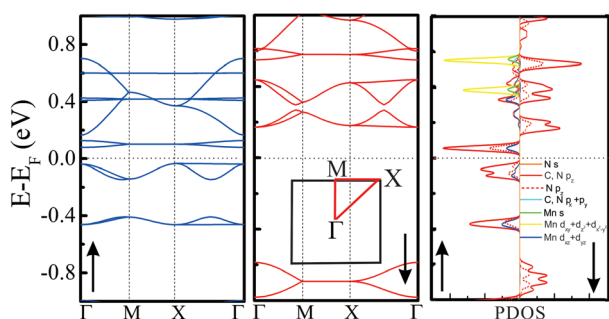 E-E_F (eV)
0.8
0.4
0.0
-0.4
-0.8
Γ M X Γ
M X
Γ
Γ M X Γ
N s
C, N p_z
N p_z
C, N p_x+p_y
Mn s
Mn d_xy+d_z²+d_x²-y²
Mn d_xz+d_yz
PDOS